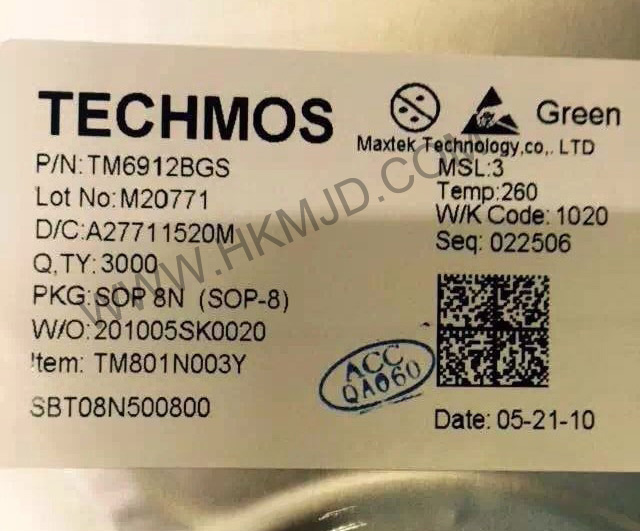 TECHMOS
Green
Maxtek Technology,co,. LTD
P/N: TM6912BGS
Lot No: M20771
D/C: A27711520M
Q,TY: 3000
PKG: SOP 8N (SOP-8)
W/O: 201005SK0020
Item: TM801N003Y
SBT08N500800
MSL:3
Temp:260
W/K Code: 1020
Seq: 022506
ACC
QA060
Date: 05-21-10
WWW.HKMJD.COM